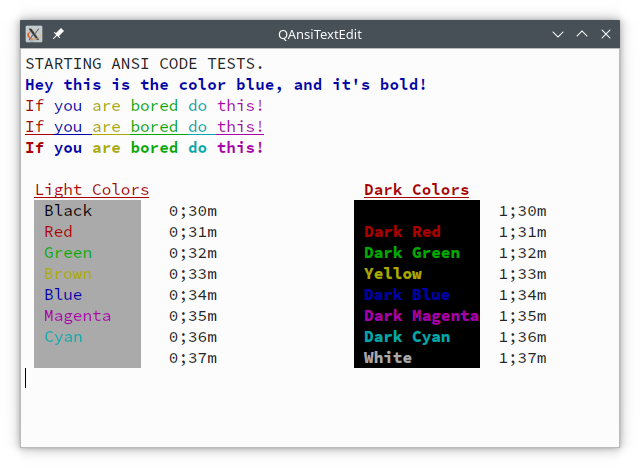 QAnsiTextEdit
STARTING ANSI CODE TESTS.
Hey this is the color blue, and it's bold!
If you are bored do this!
If you are bored do this!
If you are bored do this!
Light Colors Dark Colors
Black 0;30m 1;30m
Red 0;31m Dark Red 1;31m
Green 0;32m Dark Green 1;32m
Brown 0;33m Yellow 1;33m
Blue 0;34m Dark Blue 1;34m
Magenta 0;35m Dark Magenta 1;35m
Cyan 0;36m Dark Cyan 1;36m
0;37m White 1;37m